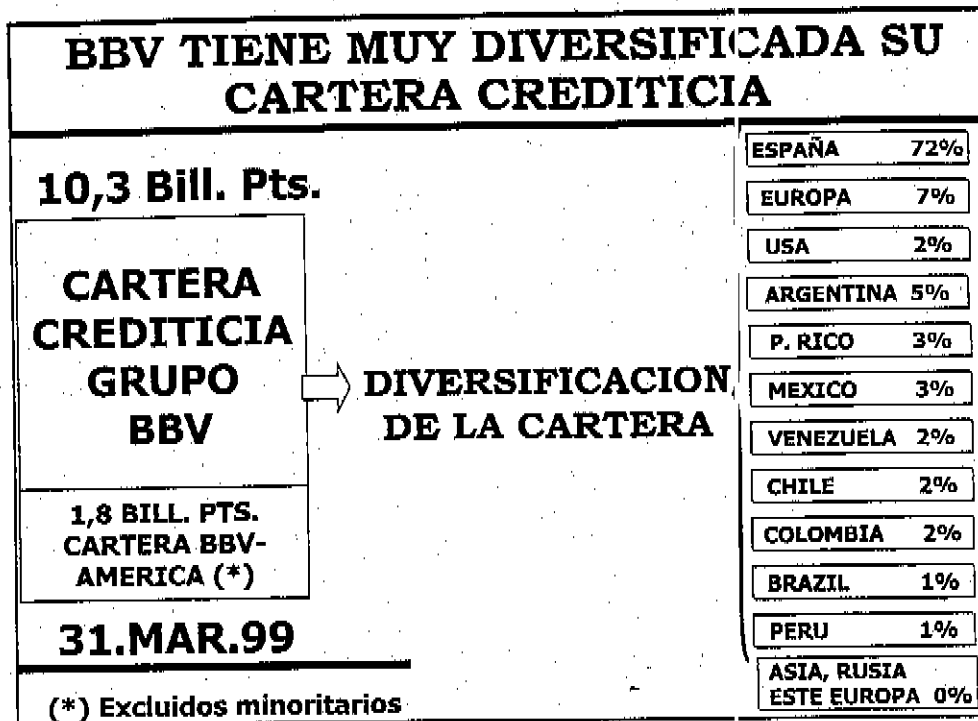 BBV TIENE MUY DIVERSIFICADA SU
CARTERA CREDITICIA
10,3 Bill. Pts.
CARTERA
CREDITICIA
GRUPO
BBV
1,8 BILL. PTS.
CARTERA BBV-
AMERICA (*)
31.MAR.99
(*) Excluidos minoritarios
DIVERSIFICACION
DE LA CARTERA
ESPAÑA 72%
EUROPA 7%
USA 2%
ARGENTINA 5%
P. RICO 3%
MEXICO 3%
VENEZUELA 2%
CHILE 2%
COLOMBIA 2%
BRAZIL 1%
PERU 1%
ASIA, RUSIA
ESTE EUROPA 0%